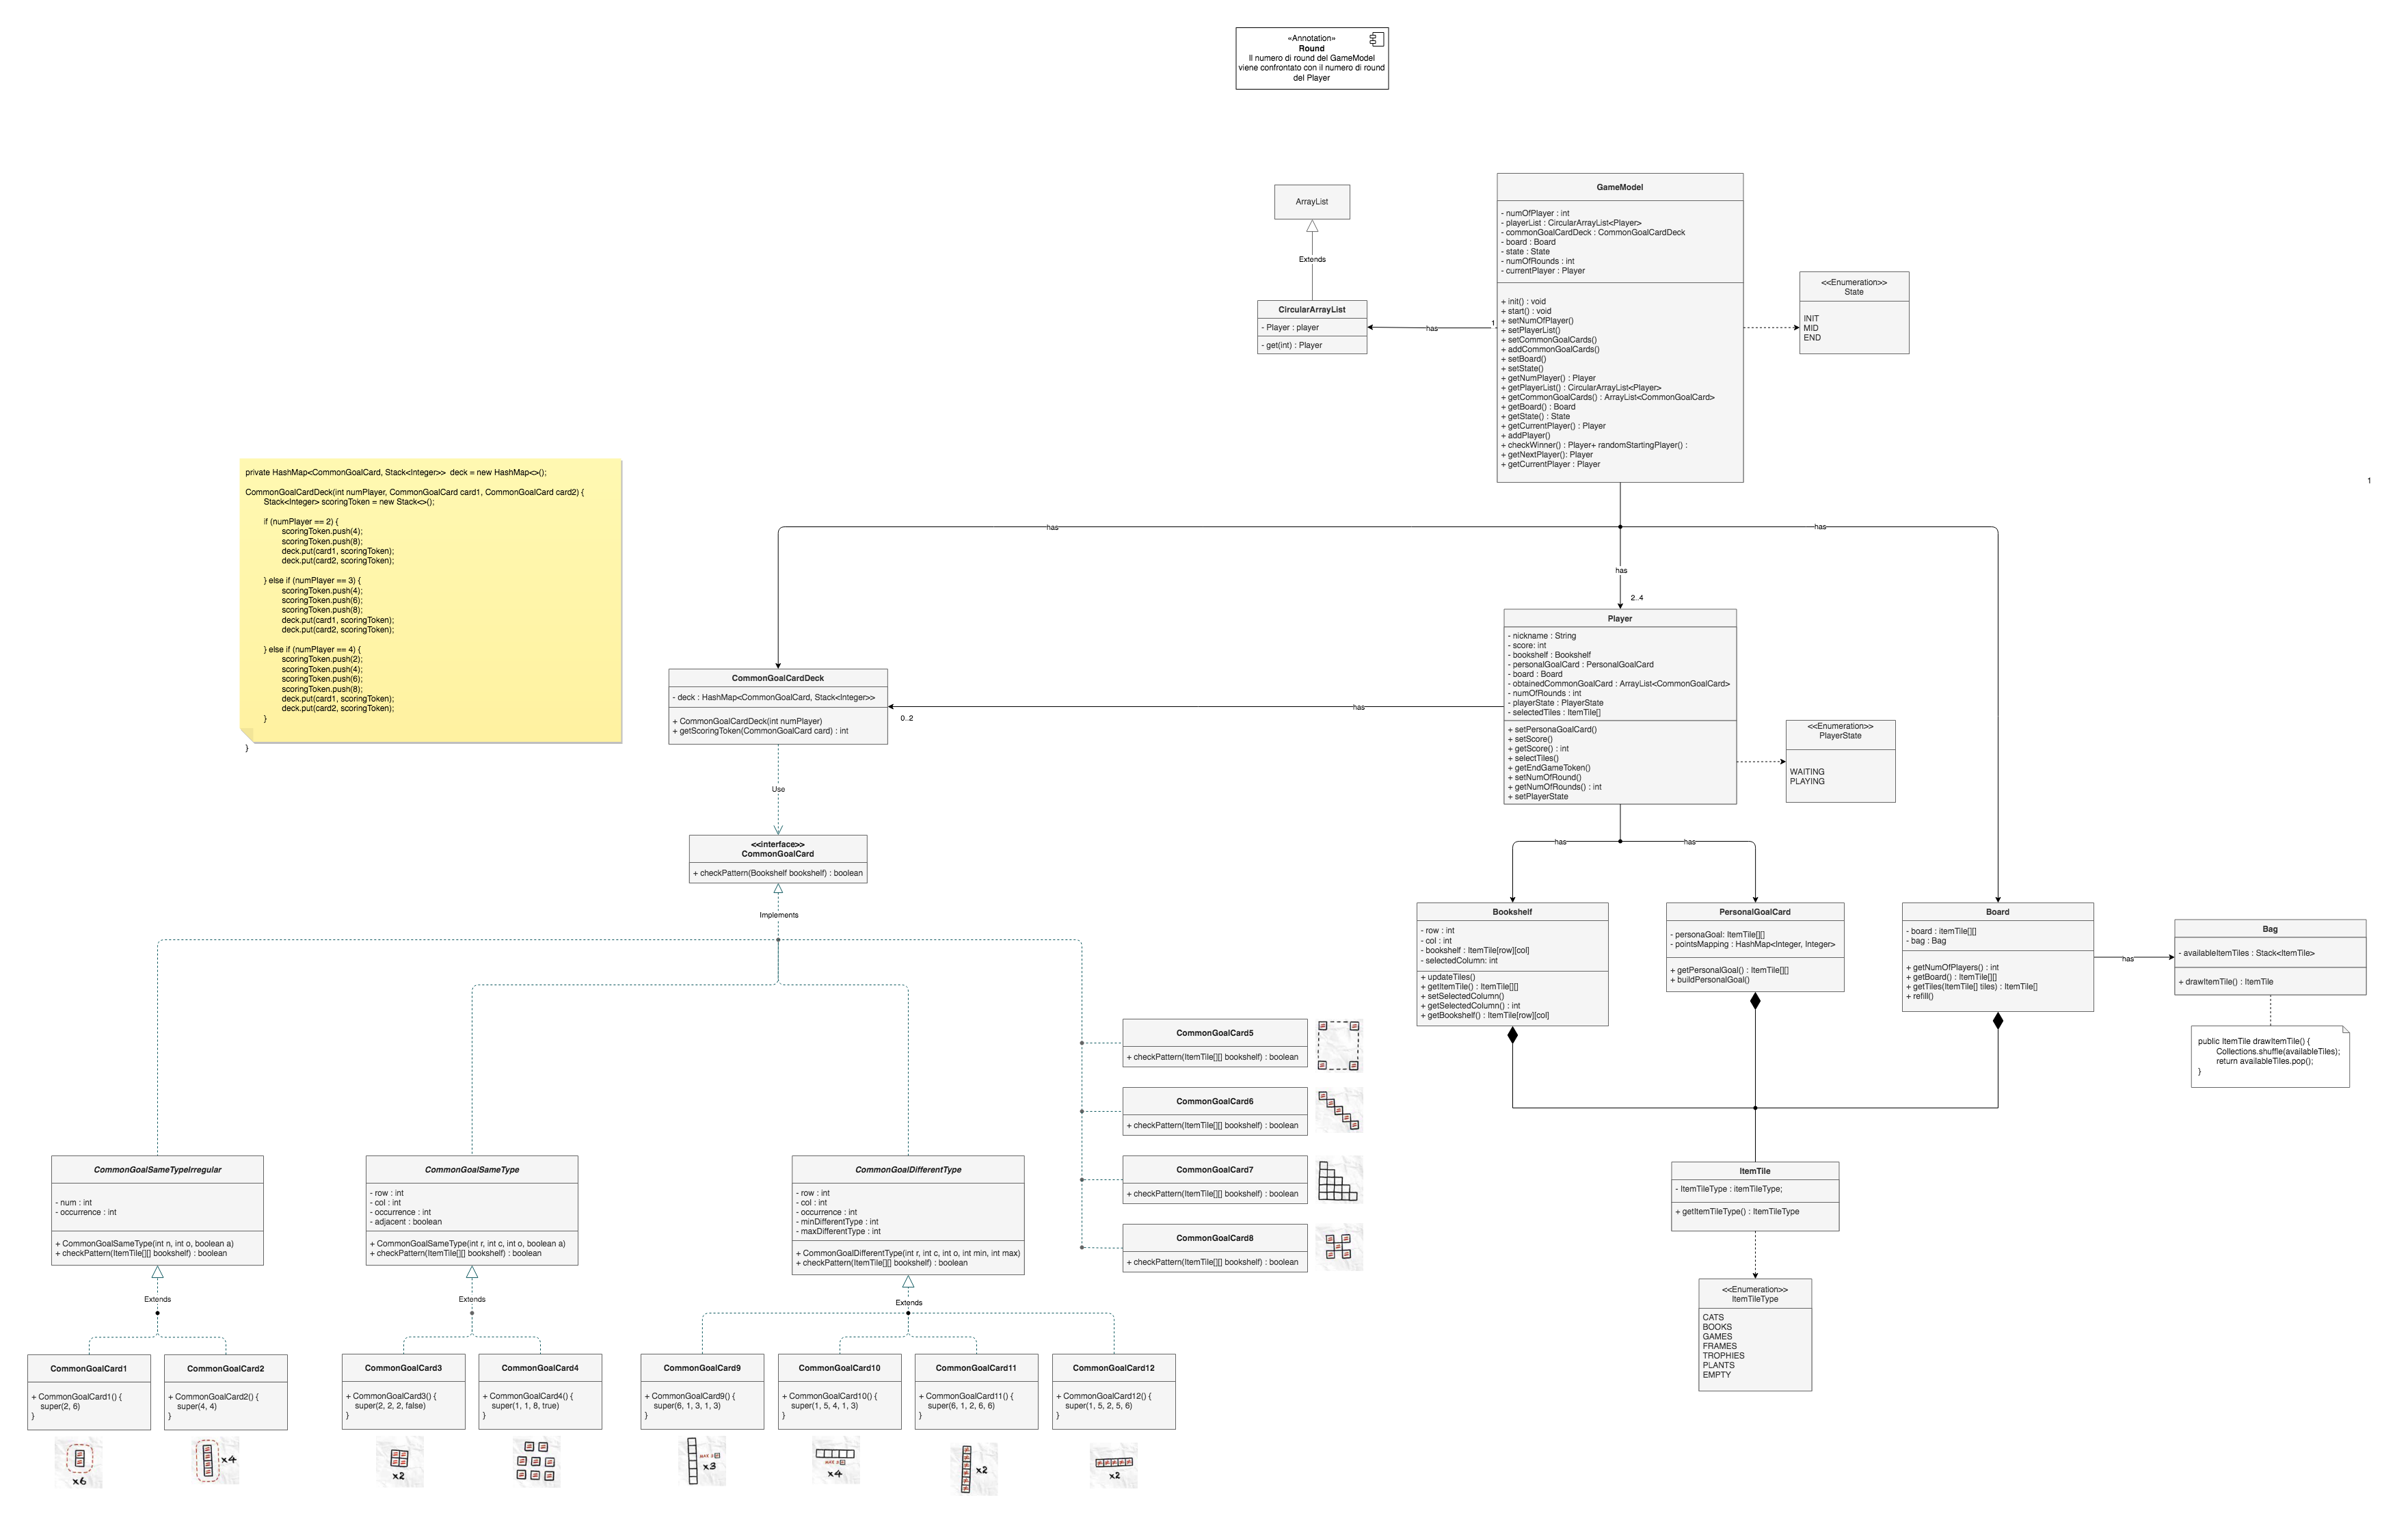 «Annotation»
Round
Il numero di round del GameModel
viene confrontato con il numero di round
del Player
ArrayList
Extends
CircularArrayList
- Player : player
- get(int) : Player
has
1
GameModel
- numOfPlayer : int
- playerList : CircularArrayList<Player>
- commonGoalCardDeck : CommonGoalCardDeck
- board : Board
- state : State
- numOfRounds : int
- currentPlayer : Player
+ init() : void
+ start() : void
+ setNumOfPlayer()
+ setPlayerList()
+ setCommonGoalCards()
+ addCommonGoalCards()
+ setBoard()
+ setState()
+ getNumPlayer() : Player
+ getPlayerList() : CircularArrayList<Player>
+ getCommonGoalCards() : ArrayList<CommonGoalCard>
+ getBoard() : Board
+ getState() : State
+ getCurrentPlayer() : Player
+ addPlayer()
+ checkWinner() : Player+ randomStartingPlayer() :
+ getNextPlayer(): Player
+ getCurrentPlayer : Player
<<Enumeration>>
State
INIT
MID
END
1
private HashMap<CommonGoalCard, Stack<Integer>>  deck = new HashMap<>();
CommonGoalCardDeck(int numPlayer, CommonGoalCard card1, CommonGoalCard card2) {
Stack<Integer> scoringToken = new Stack<>();
if (numPlayer == 2) {
scoringToken.push(4);
scoringToken.push(8);
deck.put(card1, scoringToken);
deck.put(card2, scoringToken);
} else if (numPlayer == 3) {
scoringToken.push(4);
scoringToken.push(6);
scoringToken.push(8);
deck.put(card1, scoringToken);
deck.put(card2, scoringToken);
} else if (numPlayer == 4) {
scoringToken.push(2);
scoringToken.push(4);
scoringToken.push(6);
scoringToken.push(8);
deck.put(card1, scoringToken);
deck.put(card2, scoringToken);
}
}
has
has
has
2..4
CommonGoalCardDeck
- deck : HashMap<CommonGoalCard, Stack<Integer>>
+ CommonGoalCardDeck(int numPlayer)
+ getScoringToken(CommonGoalCard card) : int
0..2
has
Player
- nickname : String
- score: int
- bookshelf : Bookshelf
- personalGoalCard : PersonalGoalCard
- board : Board
- obtainedCommonGoalCard : ArrayList<CommonGoalCard>
- numOfRounds : int
- playerState : PlayerState
- selectedTiles : ItemTile[]
+ setPersonaGoalCard()
+ setScore()
+ getScore() : int
+ selectTiles()
+ getEndGameToken()
+ setNumOfRound()
+ getNumOfRounds() : int
+ setPlayerState
<<Enumeration>>
PlayerState
WAITING
PLAYING
Use
<<interface>>
CommonGoalCard
+ checkPattern(Bookshelf bookshelf) : boolean
Implements
has
has
Bookshelf
- row : int
- col : int
- bookshelf : ItemTile[row][col]
- selectedColumn: int
+ updateTiles()
+ getItemTile() : ItemTile[][]
+ setSelectedColumn()
+ getSelectedColumn() : int
+ getBookshelf() : ItemTile[row][col]
PersonalGoalCard
- personaGoal: ItemTile[][]
- pointsMapping : HashMap<Integer, Integer>
+ getPersonalGoal() : ItemTile[][]
+ buildPersonalGoal()
Board
- board : itemTile[][]
- bag : Bag
+ getNumOfPlayers() : int
+ getBoard() : ItemTile[][]
+ getTiles(ItemTile[] tiles) : ItemTile[]
+ refill()
has
Bag
- availableItemTiles : Stack<ItemTile>
+ drawItemTile() : ItemTile
public ItemTile drawItemTile() {
Collections.shuffle(availableTiles);
return availableTiles.pop();
}
CommonGoalCard5
+ checkPattern(ItemTile[][] bookshelf) : boolean
CommonGoalCard6
+ checkPattern(ItemTile[][] bookshelf) : boolean
CommonGoalCard7
+ checkPattern(ItemTile[][] bookshelf) : boolean
CommonGoalCard8
+ checkPattern(ItemTile[][] bookshelf) : boolean
CommonGoalSameTypeIrregular
- num : int
- occurrence : int
+ CommonGoalSameType(int n, int o, boolean a)
+ checkPattern(ItemTile[][] bookshelf) : boolean
CommonGoalSameType
- row : int
- col : int
- occurrence : int
- adjacent : boolean
+ CommonGoalSameType(int r, int c, int o, boolean a)
+ checkPattern(ItemTile[][] bookshelf) : boolean
CommonGoalDifferentType
- row : int
- col : int
- occurrence : int
- minDifferentType : int
- maxDifferentType : int
+ CommonGoalDifferentType(int r, int c, int o, int min, int max)
+ checkPattern(ItemTile[][] bookshelf) : boolean
ItemTile
- ItemTileType : itemTileType;
+ getItemTileType() : ItemTileType
<<Enumeration>>
ItemTileType
CATS
BOOKS
GAMES
FRAMES
TROPHIES
PLANTS
EMPTY
Extends
Extends
Extends
CommonGoalCard1
+ CommonGoalCard1() {
super(2, 6)
}
CommonGoalCard2
+ CommonGoalCard2() {
super(4, 4)
}
CommonGoalCard3
+ CommonGoalCard3() {
super(2, 2, 2, false)
}
CommonGoalCard4
+ CommonGoalCard4() {
super(1, 1, 8, true)
}
CommonGoalCard9
+ CommonGoalCard9() {
super(6, 1, 3, 1, 3)
}
CommonGoalCard10
+ CommonGoalCard10() {
super(1, 5, 4, 1, 3)
}
CommonGoalCard11
+ CommonGoalCard11() {
super(6, 1, 2, 6, 6)
}
CommonGoalCard12
+ CommonGoalCard12() {
super(1, 5, 2, 5, 6)
}
x6
x4
x2
MAX 3
x3
MAX 3
x4
x2
x2